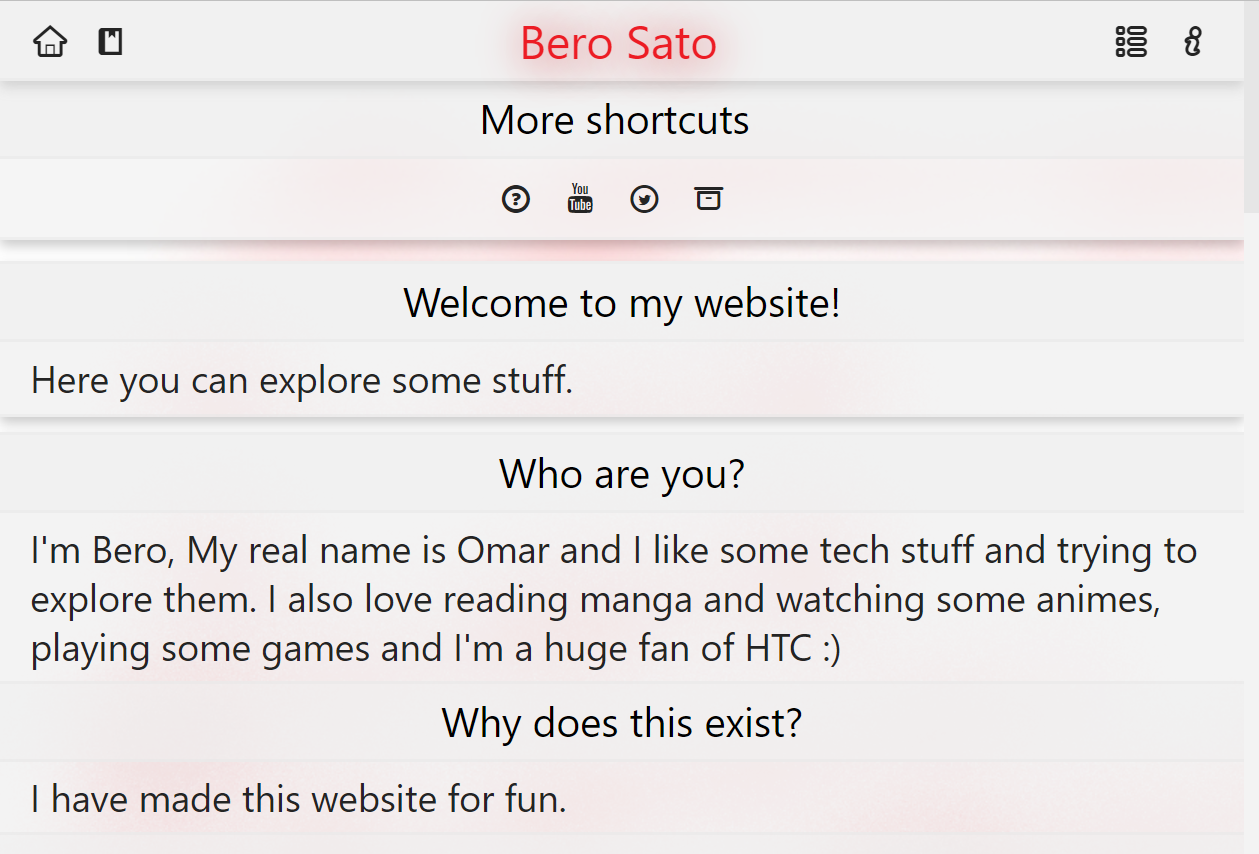 Bero Sato
More shortcuts
You
Tube
Welcome to my website!
Here you can explore some stuff.
Who are you?
I'm Bero, My real name is Omar and I like some tech stuff and trying to
explore them. I also love reading manga and watching some animes,
playing some games and I'm a huge fan of HTC :)
Why does this exist?
I have made this website for fun.